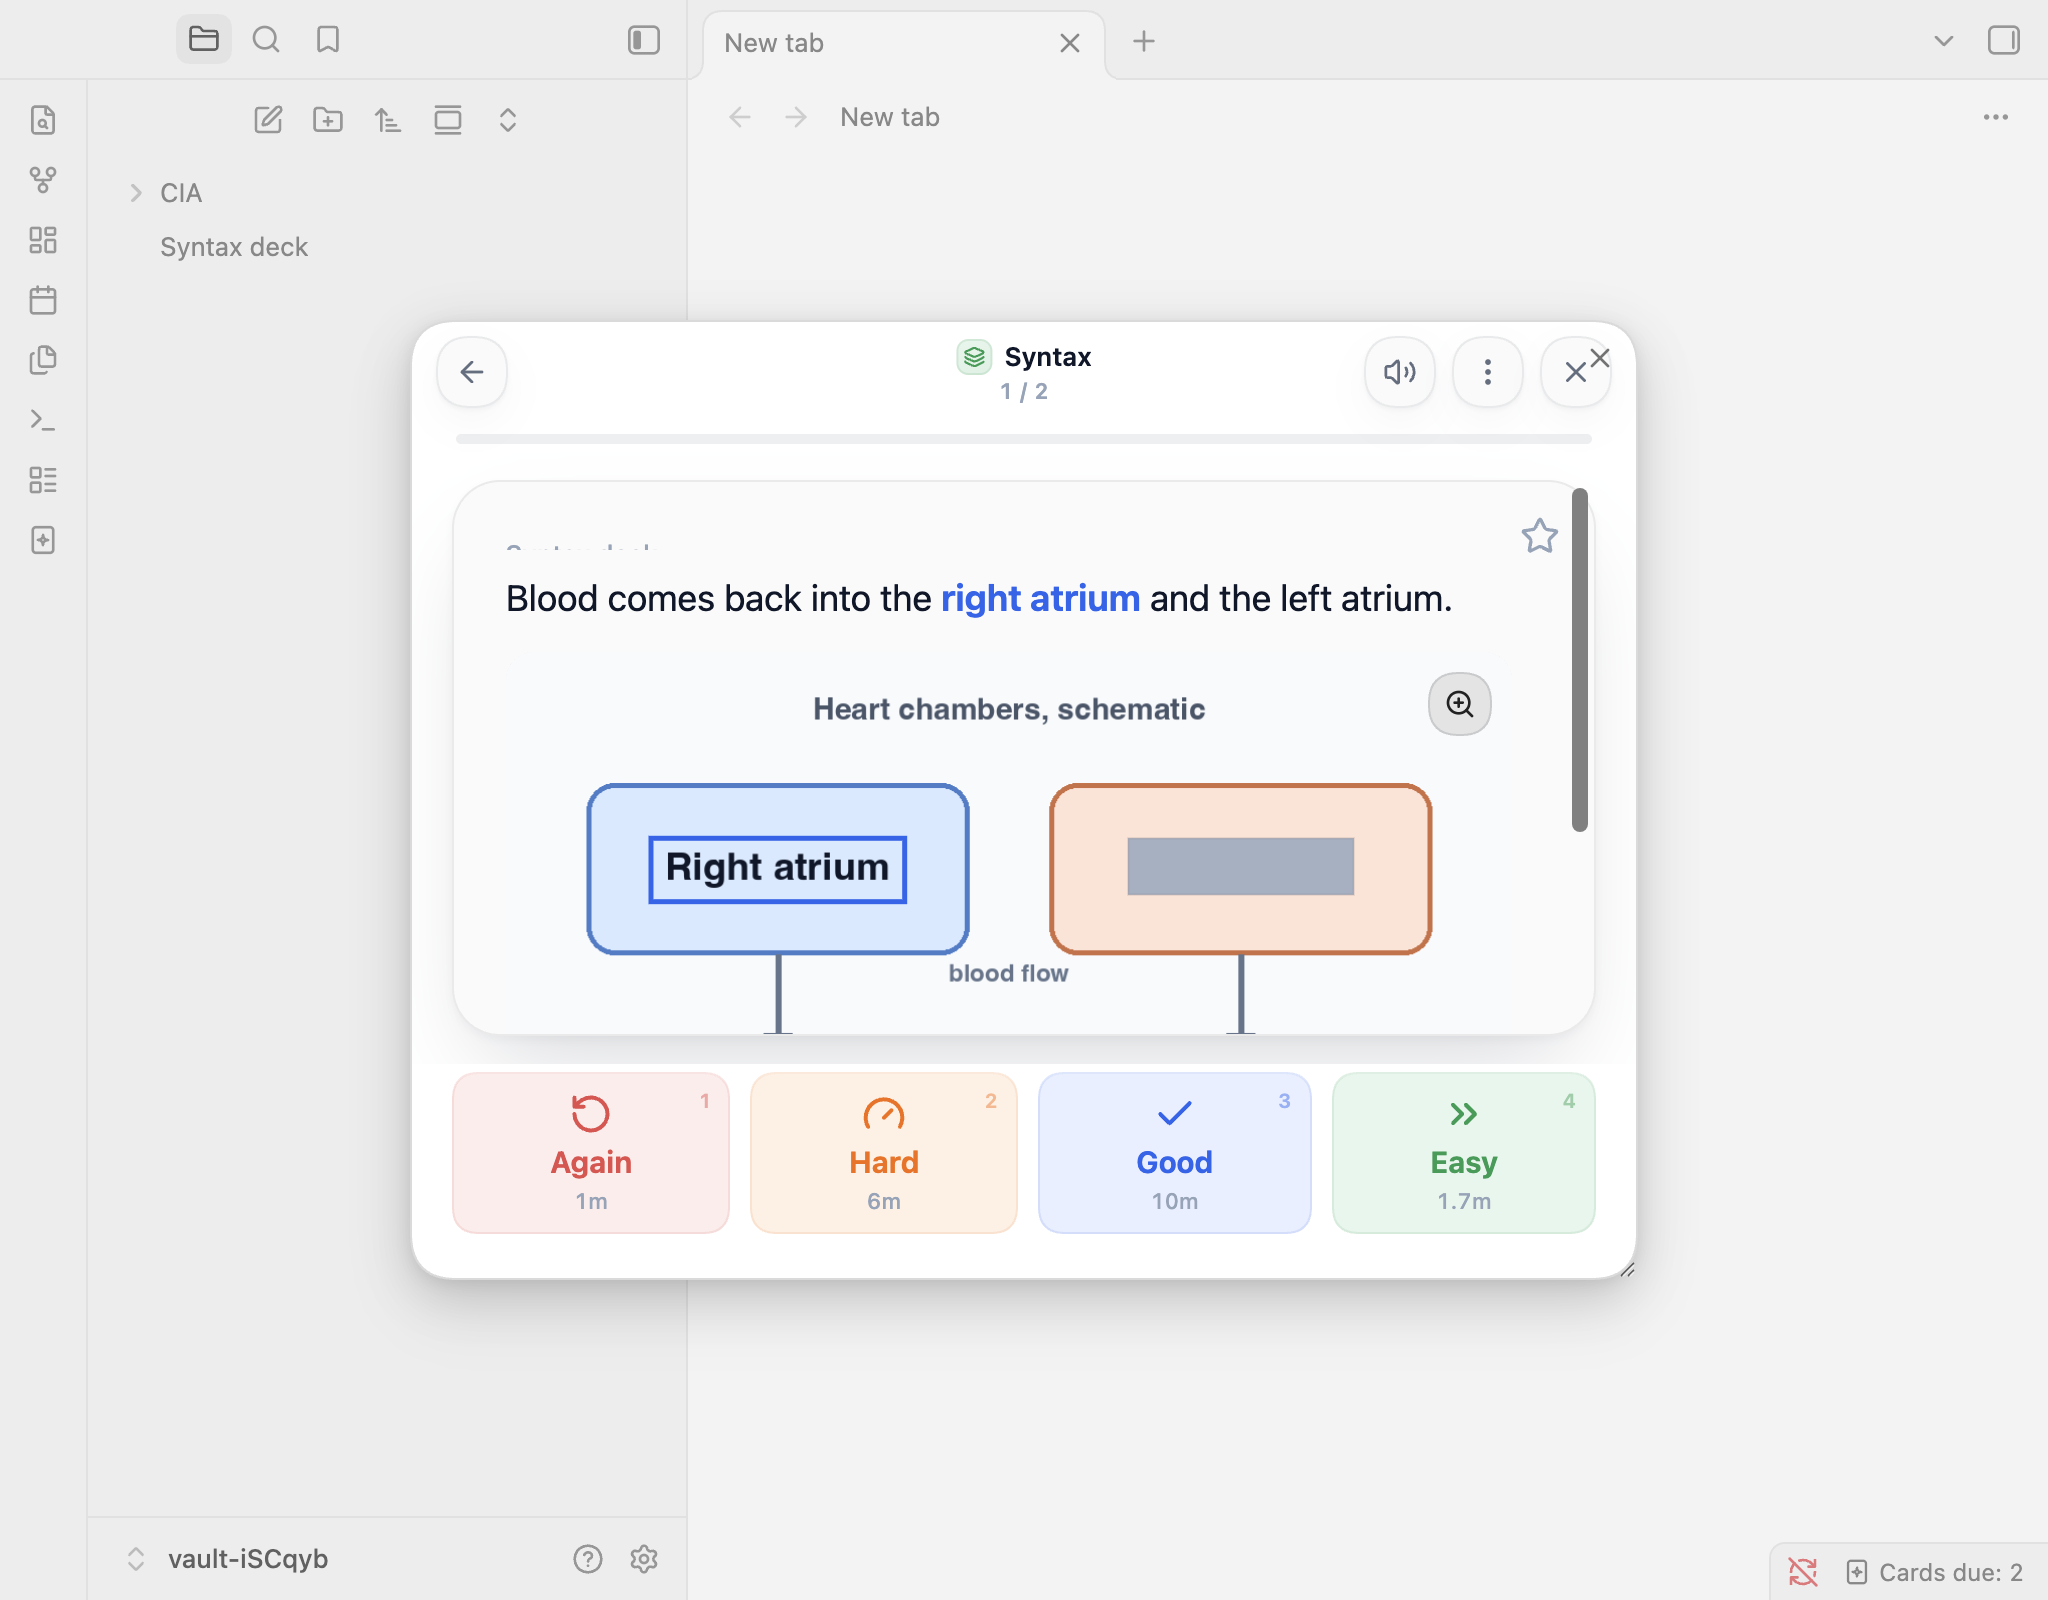 New tab
New tab
CIA
Syntax deck
Syntax
1 / 2
Blood comes back into the right atrium and the left atrium.
Heart chambers, schematic
Right atrium
blood flow
1
Again
1m
2
Hard
6m
3
Good
10m
4
Easy
1.7m
vault-iSCqyb
Cards due: 2